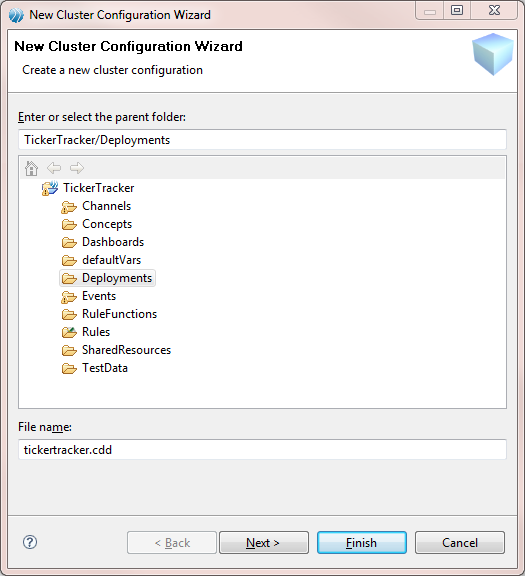 New Cluster Configuration Wizard
New Cluster Configuration Wizard
Create a new cluster configuration
Enter or select the parent folder:
TickerTracker/Deployments
TickerTracker
Channels
Concepts
Dashboards
defaultVars
Deployments
Events
RuleFunctions
Rules
SharedResources
TestData
File name:
tickertracker.cdd
? < Back Next > Finish Cancel